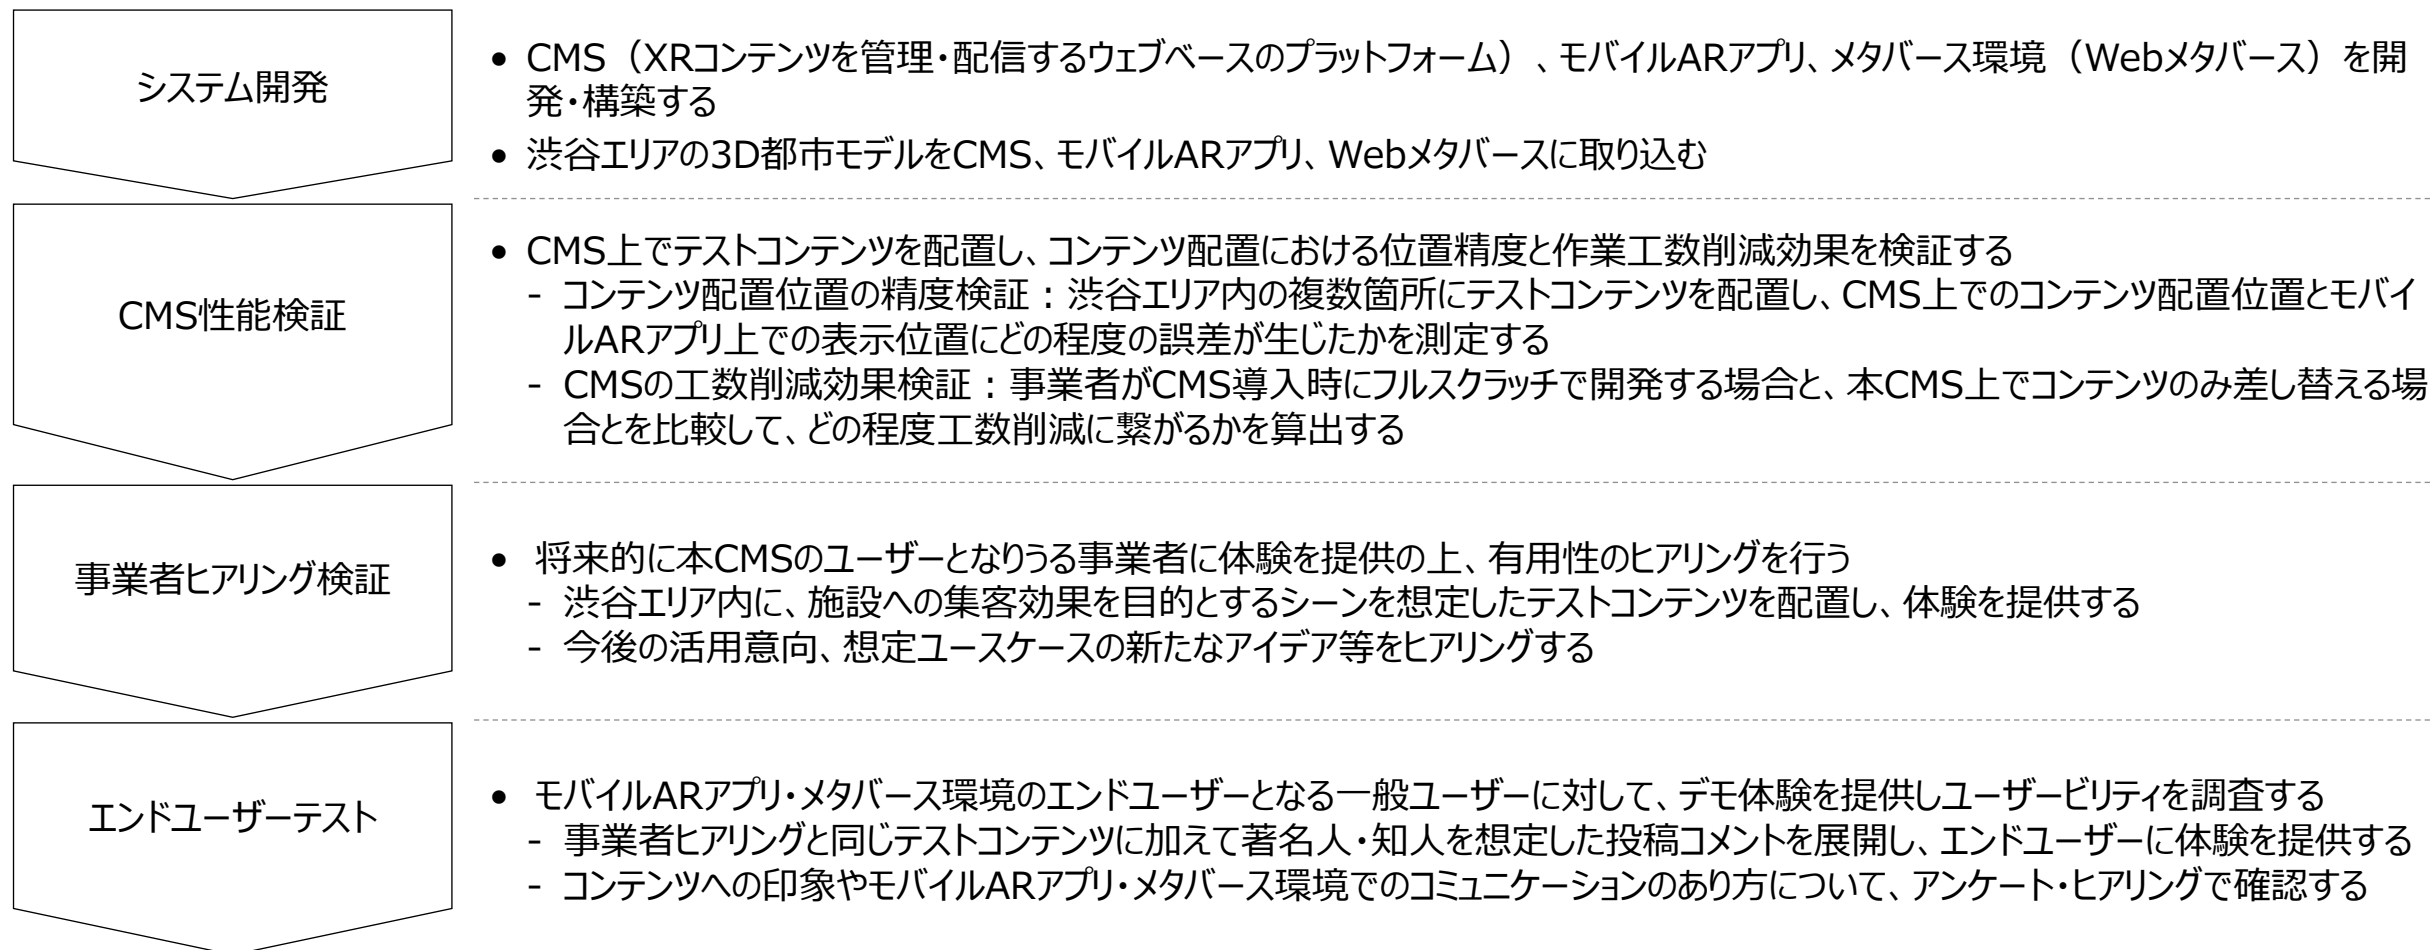 システム開発
• CMS（XRコンテンツを管理・配信するウェブベースのプラットフォーム）、モバイルARアプリ、メタバース環境（Webメタバース）を開
発・構築する
• 渋谷エリアの3D都市モデルをCMS、モバイルARアプリ、Webメタバースに取り込む
CMS性能検証
• CMS上でテストコンテンツを配置し、コンテンツ配置における位置精度と作業工数削減効果を検証する
- コンテンツ配置位置の精度検証：渋谷エリア内の複数箇所にテストコンテンツを配置し、CMS上でのコンテンツ配置位置とモバイ
ルARアプリ上での表示位置にどの程度の誤差が生じたかを測定する
- CMSの工数削減効果検証：事業者がCMS導入時にフルスクラッチで開発する場合と、本CMS上でコンテンツのみ差し替える場
合とを比較して、どの程度工数削減に繋がるかを算出する
事業者ヒアリング検証
• 将来的に本CMSのユーザーとなりうる事業者に体験を提供の上、有用性のヒアリングを行う
- 渋谷エリア内に、施設への集客効果を目的とするシーンを想定したテストコンテンツを配置し、体験を提供する
- 今後の活用意向、想定ユースケースの新たなアイデア等をヒアリングする
エンドユーザーテスト
• モバイルARアプリ・メタバース環境のエンドユーザーとなる一般ユーザーに対して、デモ体験を提供しユーザービリティを調査する
- 事業者ヒアリングと同じテストコンテンツに加えて著名人・知人を想定した投稿コメントを展開し、エンドユーザーに体験を提供する
- コンテンツへの印象やモバイルARアプリ・メタバース環境でのコミュニケーションのあり方について、アンケート・ヒアリングで確認する